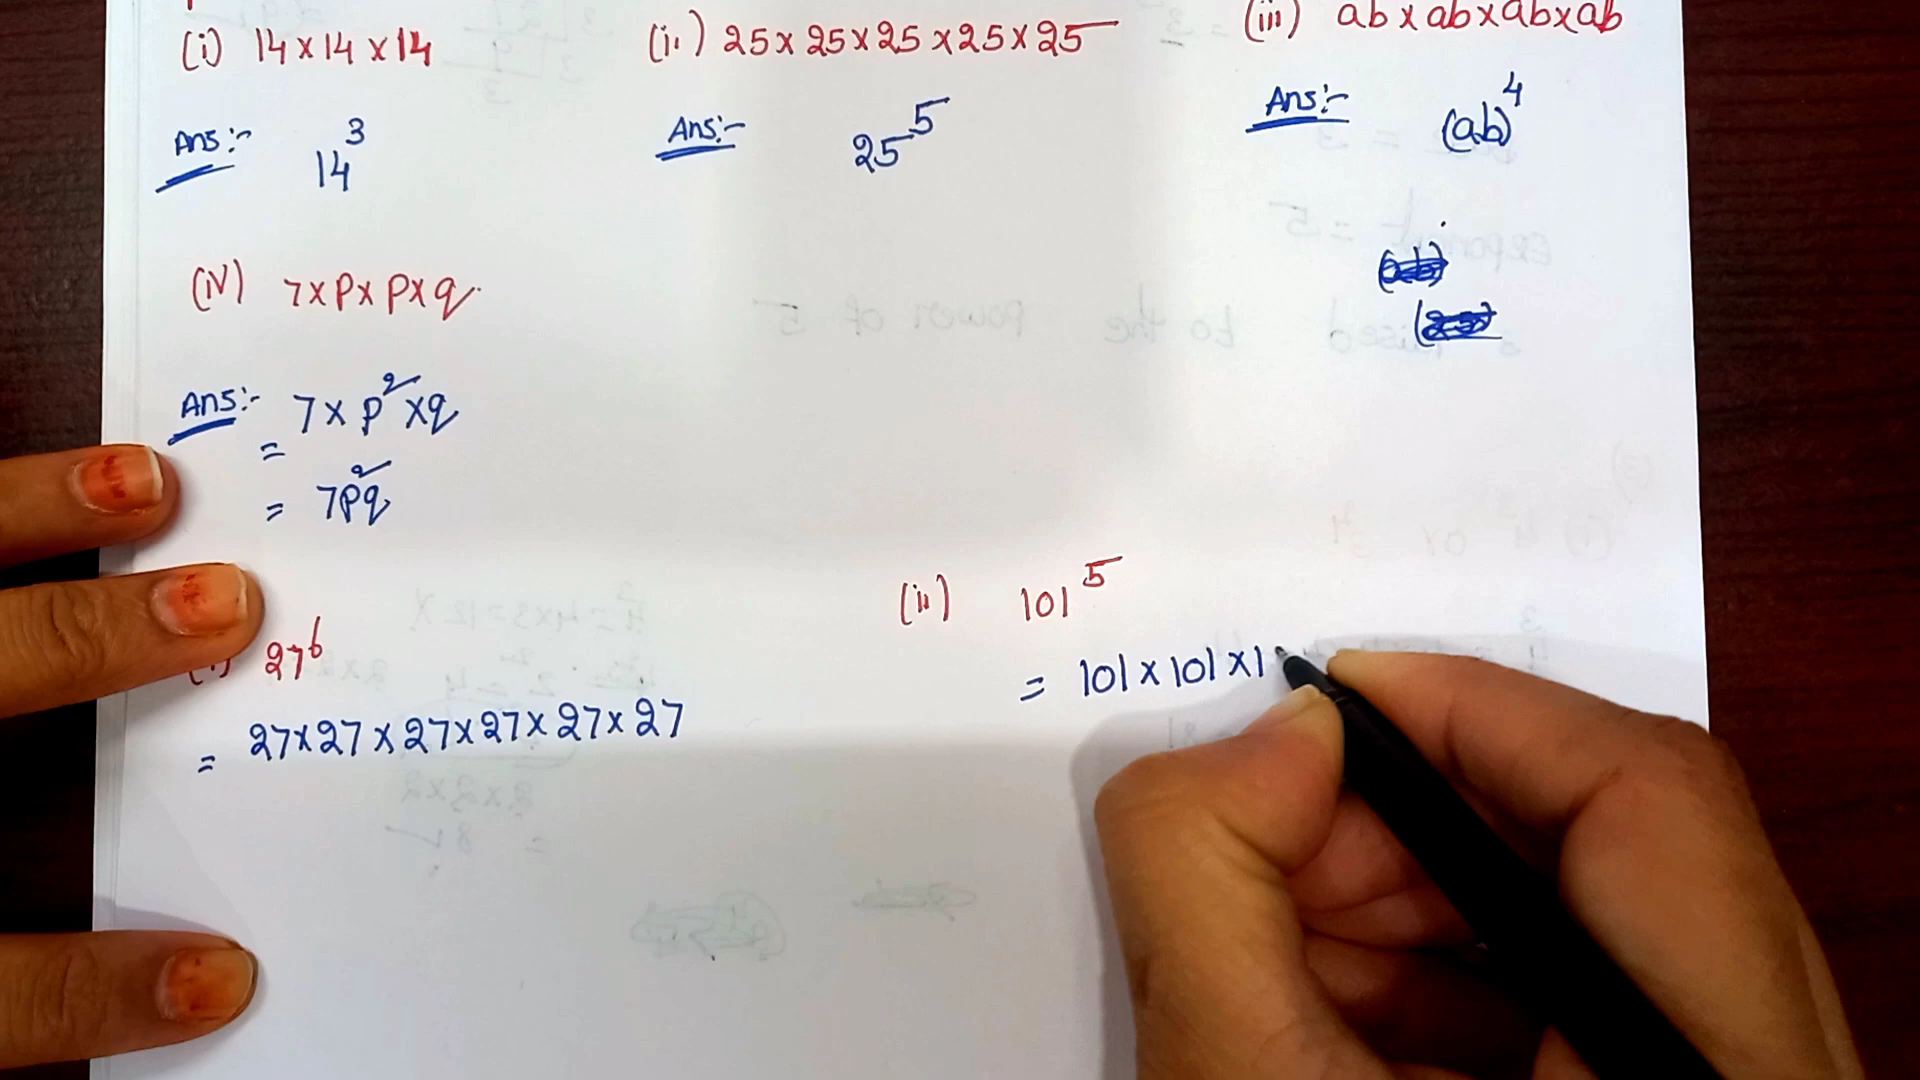 (i) 14 x 14 x 14 (ii) 25 x 25 x 25 x 25 x 25 (iii) ab x ab x ab x ab
Ans:- 14³ Ans:- 25⁵ Ans:- (ab)⁴
(iv) 7 x p x p x q.
Ans:- 7 x p² x q
=
= 7p²q
(ii) 101⁵
27⁶
= 101 x 101 x 1
= 27 x 27 x 27 x 27 x 27 x 27